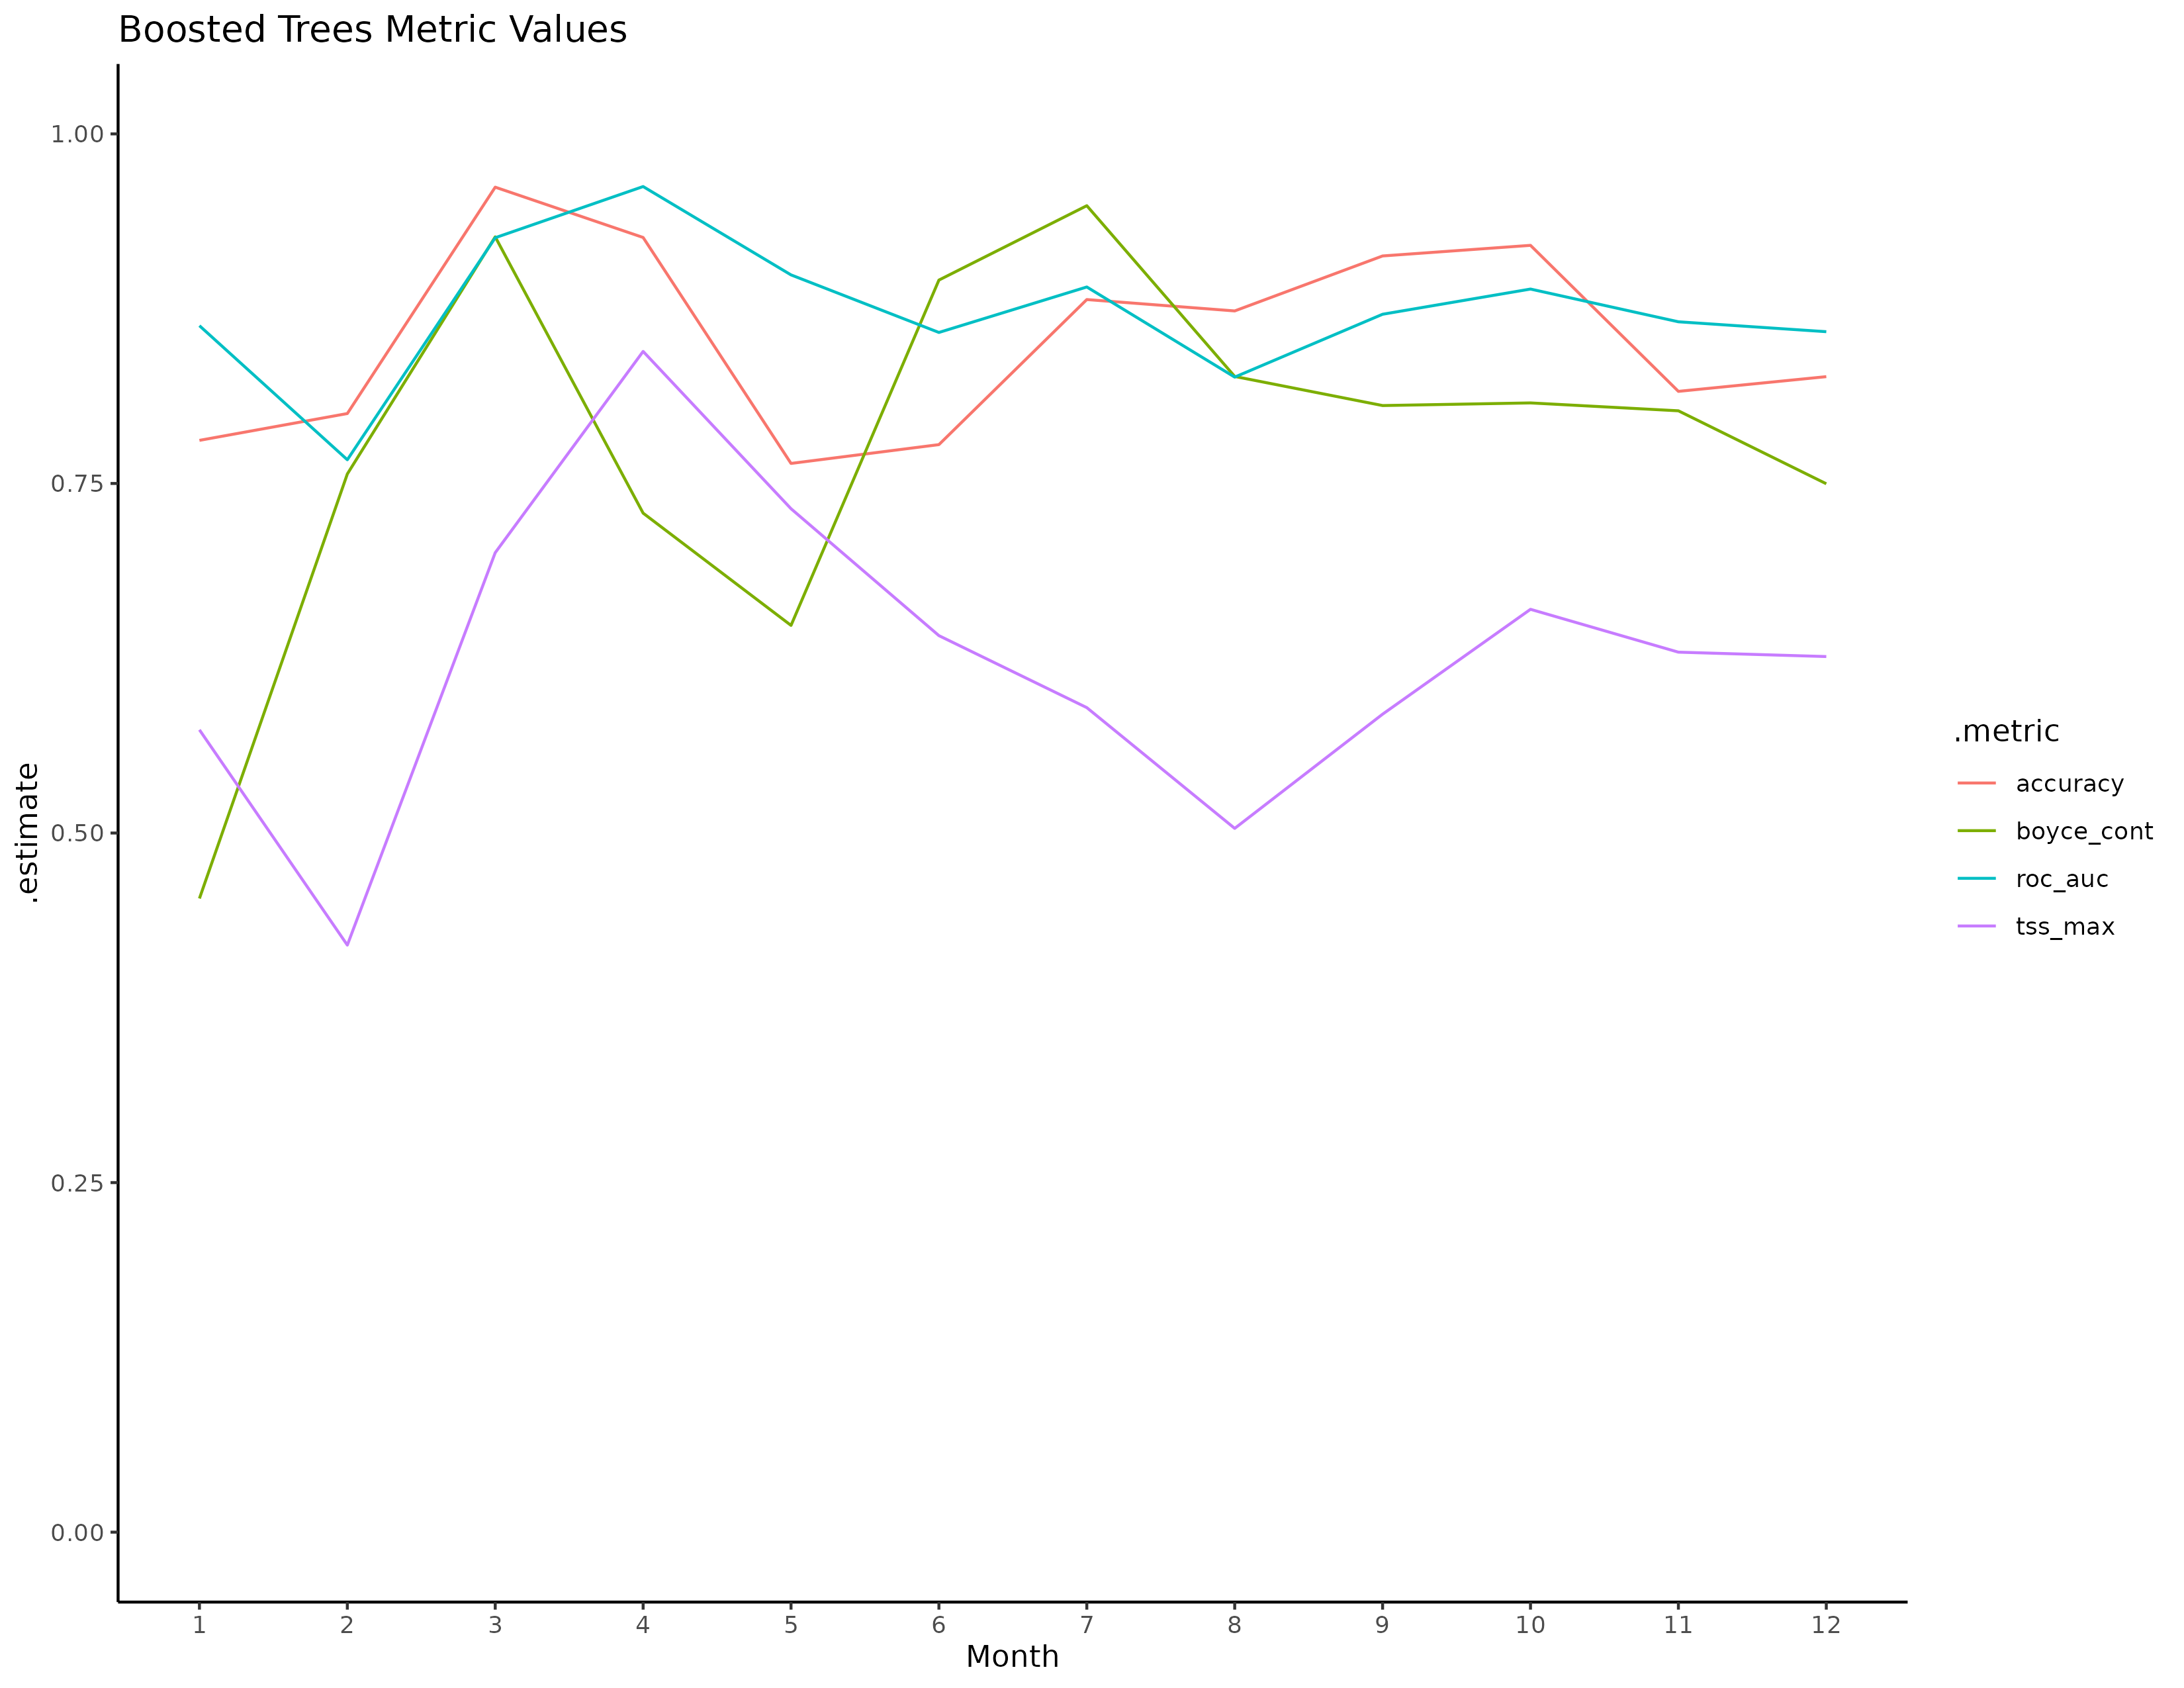 Boosted Trees Metric Values
1.00
0.75
0.50
0.25
0.00
.estimate
1 2 3 4 5 6 7 8 9 10 11 12
Month
.metric
accuracy
boyce_cont
roc_auc
tss_max